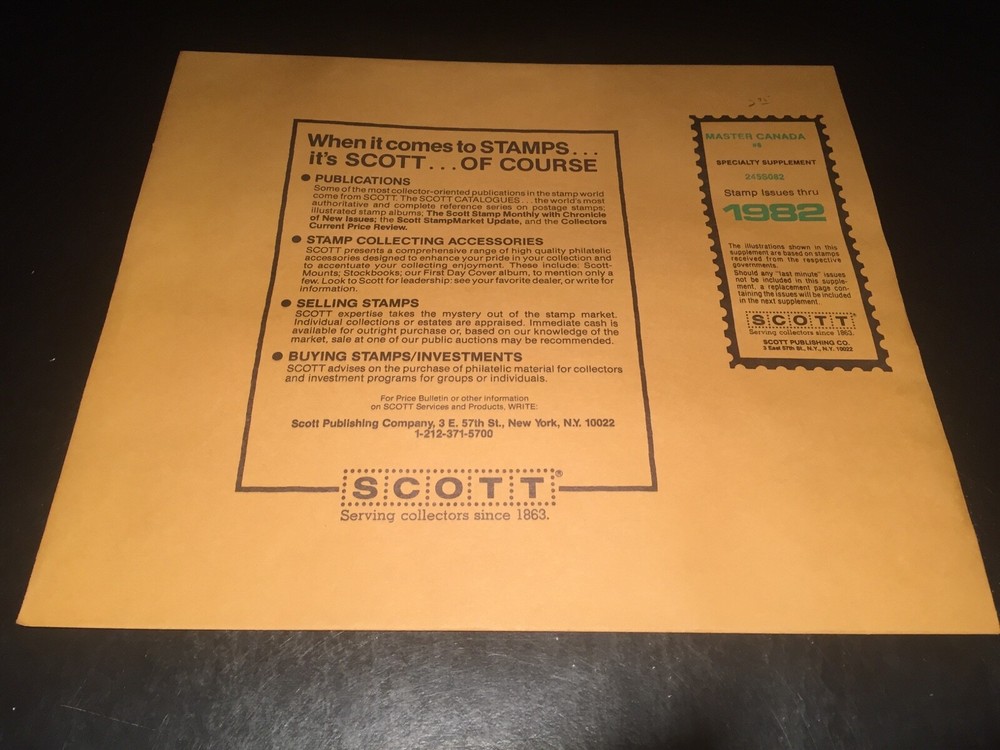 When it comes to STAMPS...
it's SCOTT...OF COURSE
● PUBLICATIONS
Some of the most collector-oriented publications in the stamp world
come from SCOTT. The SCOTT CATALOGUES...the world's most
authoritative and complete reference series on postage stamps;
illustrated stamp albums; The Scott Stamp Monthly with Chronicle
of New Issues; the Scott StampMarket Update, and the Collectors
Current Price Review.
● STAMP COLLECTING ACCESSORIES
SCOTT presents a comprehensive range of high quality philatelic
accessories designed to enhance your pride in your collection and
to accentuate your collecting enjoyment. These include: Scott-
Mounts; Stockbooks; our First Day Cover album, to mention only a
few. Look to Scott for leadership: see your favorite dealer, or write for
information.
● SELLING STAMPS
SCOTT expertise takes the mystery out of the stamp market.
Individual collections or estates are appraised. Immediate cash is
available for outright purchase or, based on our knowledge of the
market, sale at one of our public auctions may be recommended.
● BUYING STAMPS/INVESTMENTS
SCOTT advises on the purchase of philatelic material for collectors
and investment programs for groups or individuals.
For Price Bulletin or other information
on SCOTT Services and Products, WRITE:
Scott Publishing Company, 3 E. 57th St., New York, N.Y. 10022
1-212-371-5700
SCOTT®
Serving collectors since 1863.
MASTER CANADA
SPECIALTY SUPPLEMENT
245S082
Stamp Issues thru
1982
The illustrations shown in this
supplement are based on stamps
received from the respective
governments.
Should any "last minute" issues
not be included in this supple-
ment, a replacement page con-
taining the issues will be included
in the next supplement.
SCOTT®
Serving collectors since 1863.
SCOTT PUBLISHING CO.
3 East 57th St., N.Y., N.Y. 10022